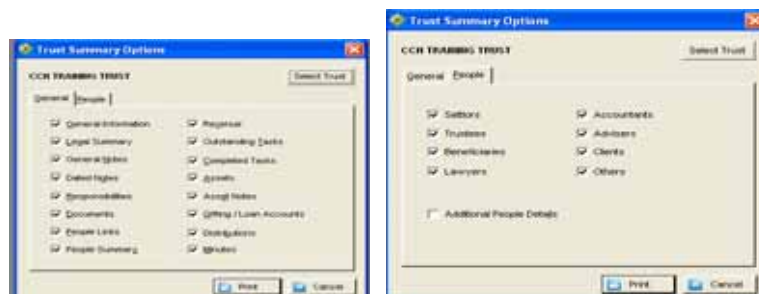 Trust Summary Options
CCH TRAINING TRUST
Select Trust
General People
General Information
Legal Summary
General Notes
Dated Notes
Responsibilities
Documents
People Links
People Summary
Registrar
Outstanding Tasks
Completed Tasks
Assets
Asset Notes
Gifting / Loan Accounts
Distributions
Minutes
Print Cancel
Trust Summary Options
CCH TRAINING TRUST
Select Trust
General People
Settlors
Trustees
Beneficiaries
Lawyers
Accountants
Advisers
Clients
Others
Additional People Details
Print Cancel